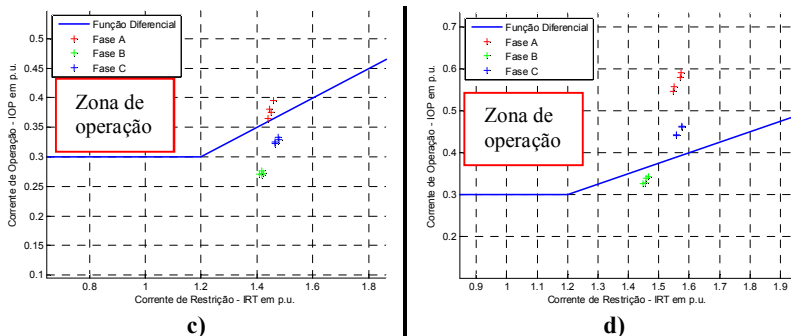 Função Diferencial
Fase A
Fase B
Fase C
Zona de
operação
Corrente de Operação - IOP em p.u.
0.5
0.45
0.4
0.35
0.3
0.25
0.2
0.15
0.1
0.8
1
1.2
1.4
1.6
1.8
Corrente de Restrição - IRT em p.u.
c)
Função Diferencial
Fase A
Fase B
Fase C
Zona de
operação
Corrente de Operação - IOP em p.u.
0.7
0.6
0.5
0.4
0.3
0.2
0.9
1
1.1
1.2
1.3
1.4
1.5
1.6
1.7
1.8
1.9
Corrente de Restrição - IRT em p.u.
d)